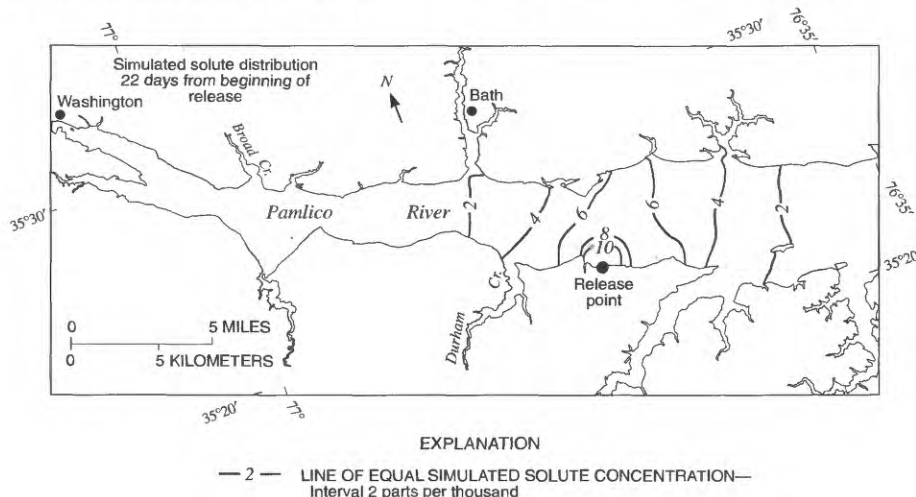 77°
35°30′
76°35′
Simulated solute distribution
22 days from beginning of
release
Washington
N
Bath
Broad Cr.
Pamlico River
35°30′
2
4
6
6
4
2
8
10
76°35′
35°20′
Release
point
Durham Cr.
0 5 MILES
0 5 KILOMETERS
35°20′
77°
EXPLANATION
2 LINE OF EQUAL SIMULATED SOLUTE CONCENTRATION—
Interval 2 parts per thousand